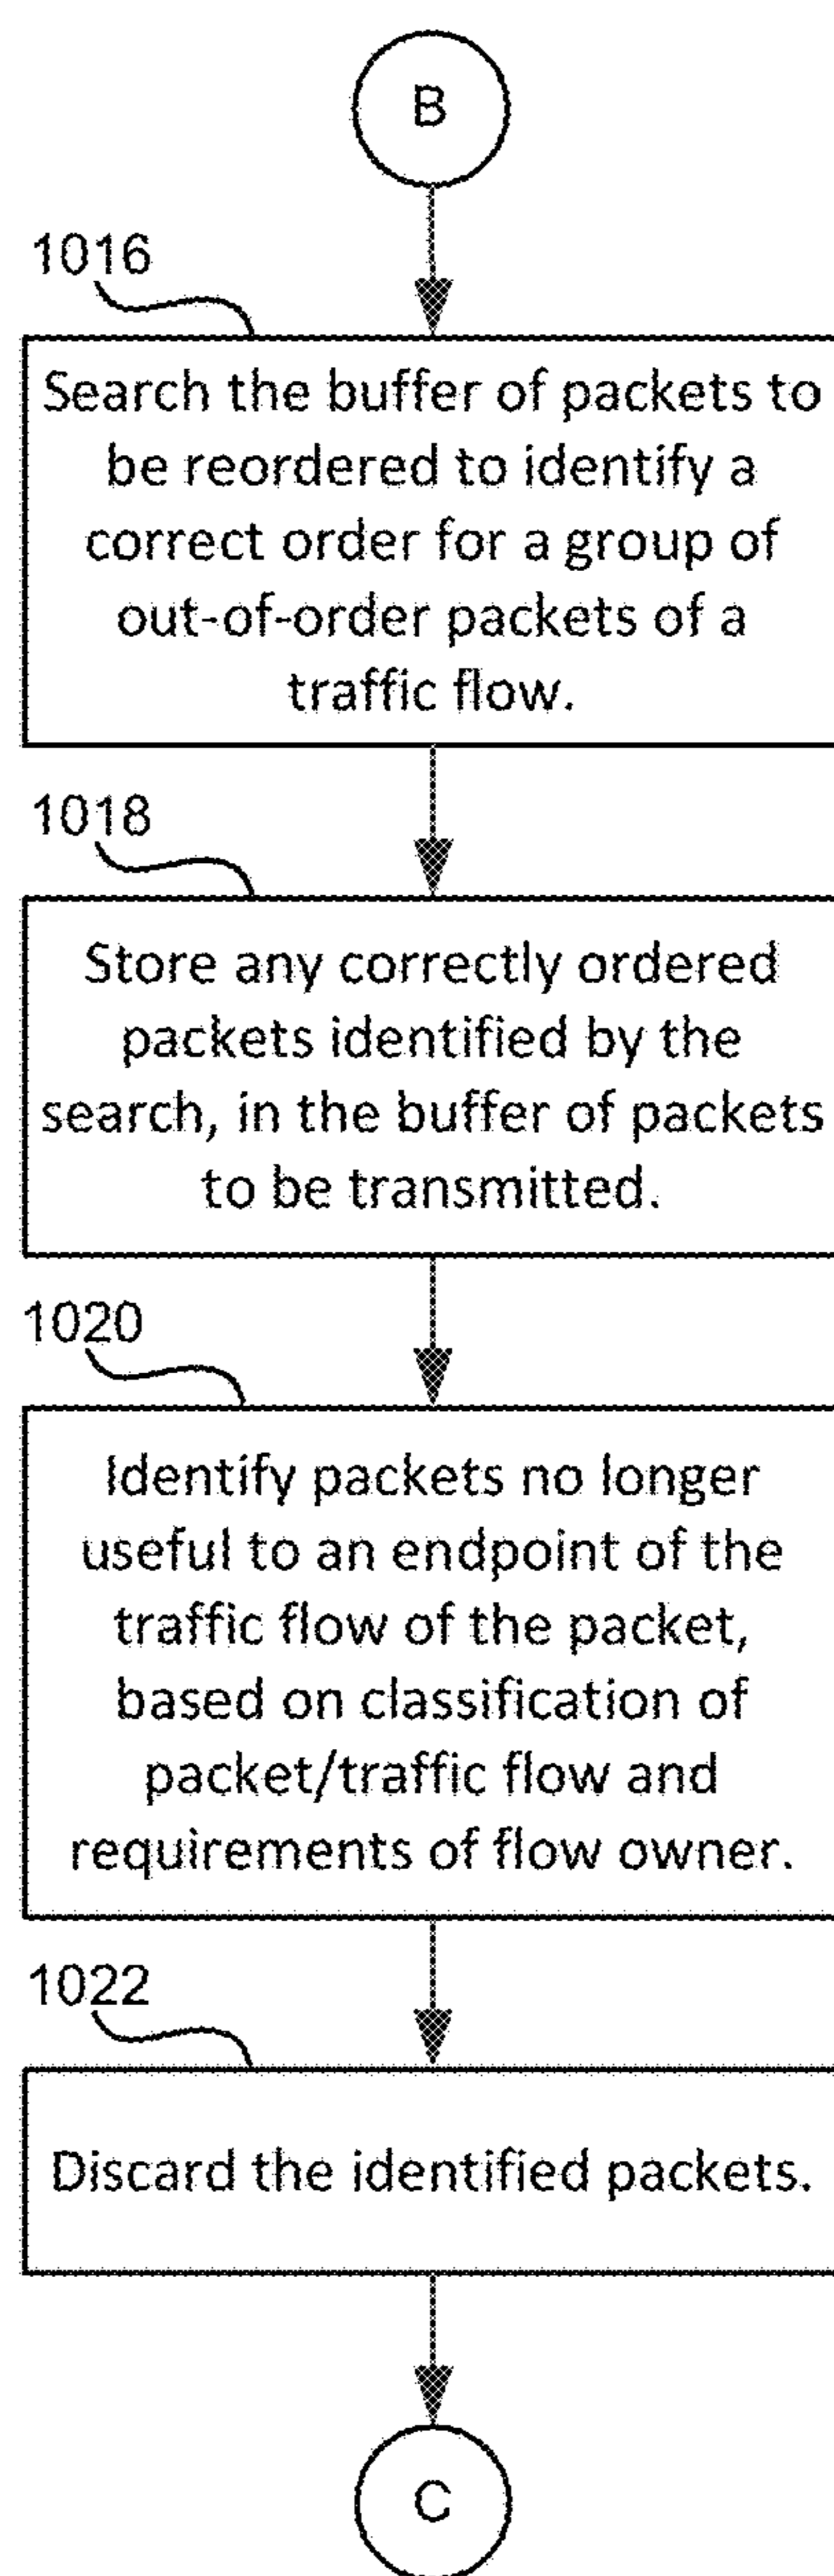 B
1016
Search the buffer of packets to
be reordered to identify a
correct order for a group of
out-of-order packets of a
traffic flow.
1018
Store any correctly ordered
packets identified by the
search, in the buffer of packets
to be transmitted.
1020
Identify packets no longer
useful to an endpoint of the
traffic flow of the packet,
based on classification of
packet/traffic flow and
requirements of flow owner.
1022
Discard the identified packets.
C